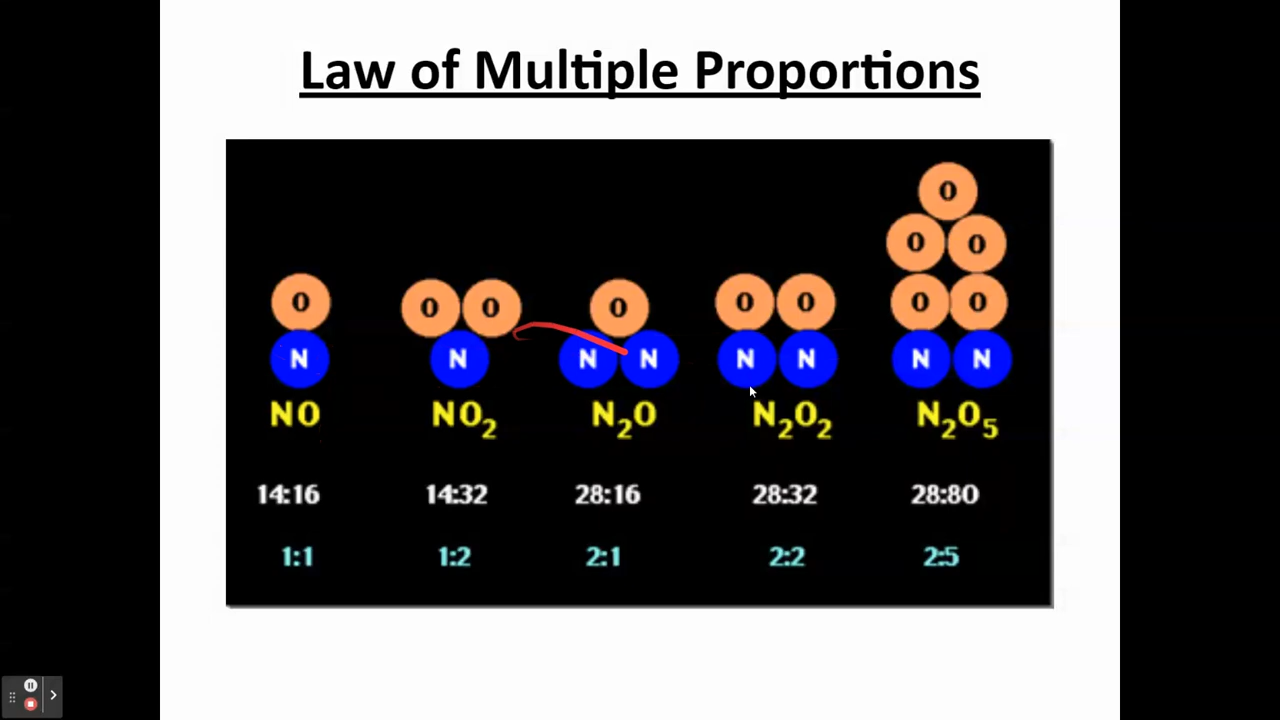 Law of Multiple Proportions
O
O O
O O
O
O O
O
O O
O O
N
N
N N
N N
N N
NO
NO₂
N₂O
N₂O₂
N₂O₅
14:16
14:32
28:16
28:32
28:80
1:1
1:2
2:1
2:2
2:5